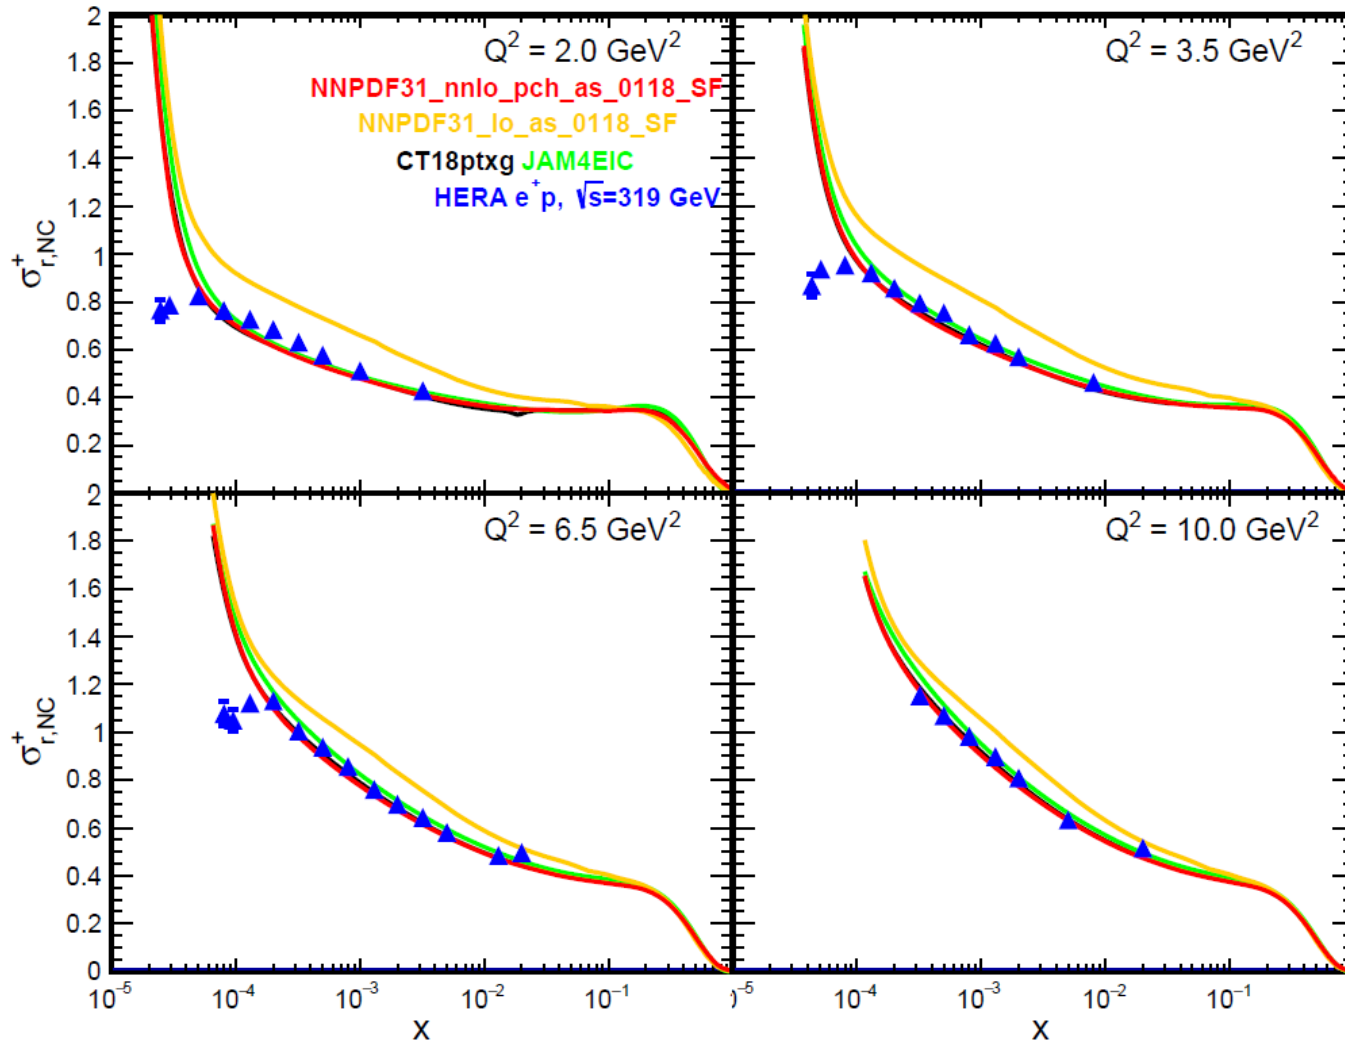 2
1.8
1.6
1.4
1.2
1
0.8
0.6
0.4
0.2
σ⁺r,NC
Q² = 2.0 GeV²
NNPDF31_nnlo_pch_as_0118_SF
NNPDF31_lo_as_0118_SF
CT18ptxg JAM4EIC
HERA e⁺p, √s=319 GeV
Q² = 3.5 GeV²
2
1.8
1.6
1.4
1.2
1
0.8
0.6
0.4
0.2
0
σ⁺r,NC
Q² = 6.5 GeV²
Q² = 10.0 GeV²
10⁻⁵ 10⁻⁴ 10⁻³ 10⁻² 10⁻¹ ⁻⁵ 10⁻⁴ 10⁻³ 10⁻² 10⁻¹
x x